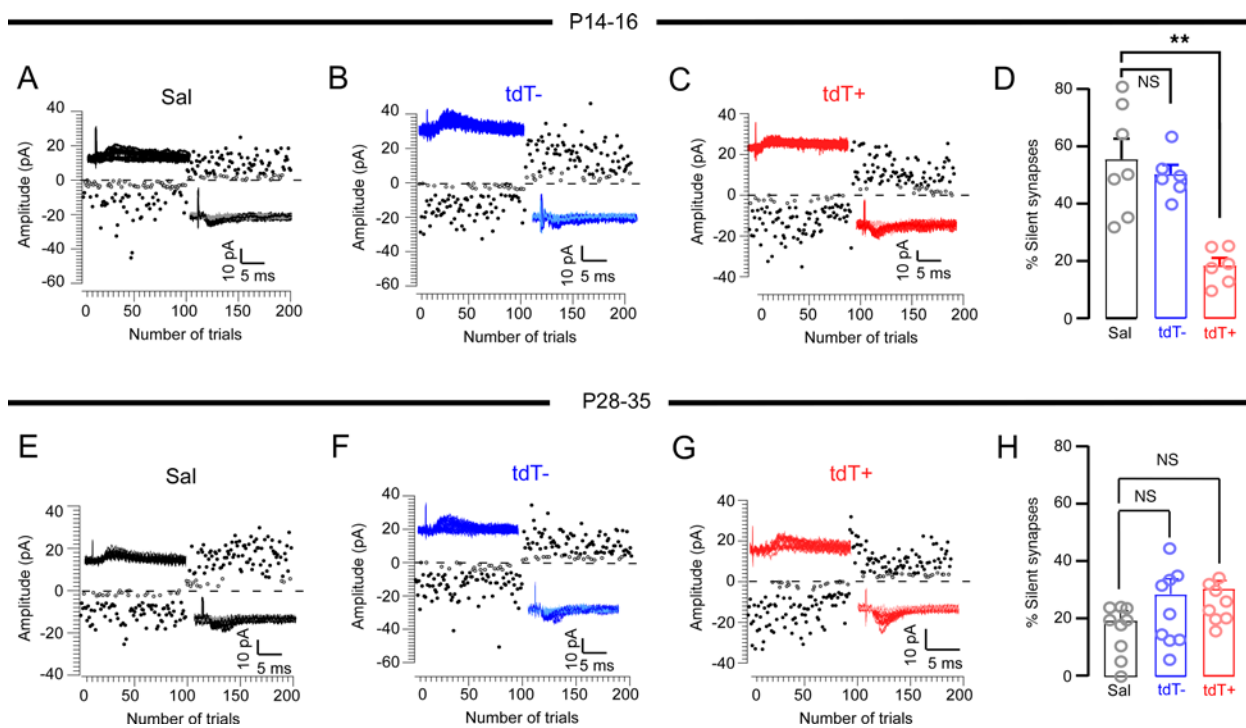 P14-16
A
Sal
Amplitude (pA)
40
20
0
-20
-40
-60
10 pA
5 ms
0 50 100 150 200
Number of trials
B
tdT-
Amplitude (pA)
40
20
0
-20
-40
-60
10 pA
5 ms
0 50 100 150 200
Number of trials
C
tdT+
Amplitude (pA)
40
20
0
-20
-40
10 pA
5 ms
0 50 100 150 200
Number of trials
D
**
NS
% Silent synapses
80
60
40
20
0
Sal tdT- tdT+
P28-35
E
Sal
Amplitude (pA)
40
20
0
-20
-40
10 pA
5 ms
0 50 100 150 200
Number of trials
F
tdT-
Amplitude (pA)
40
20
0
-20
-40
-60
10 pA
5 ms
0 50 100 150 200
Number of trials
G
tdT+
Amplitude (pA)
40
20
0
-20
-40
-60
10 pA
5 ms
0 50 100 150 200
Number of trials
H
NS
NS
% Silent synapses
80
60
40
20
0
Sal tdT- tdT+